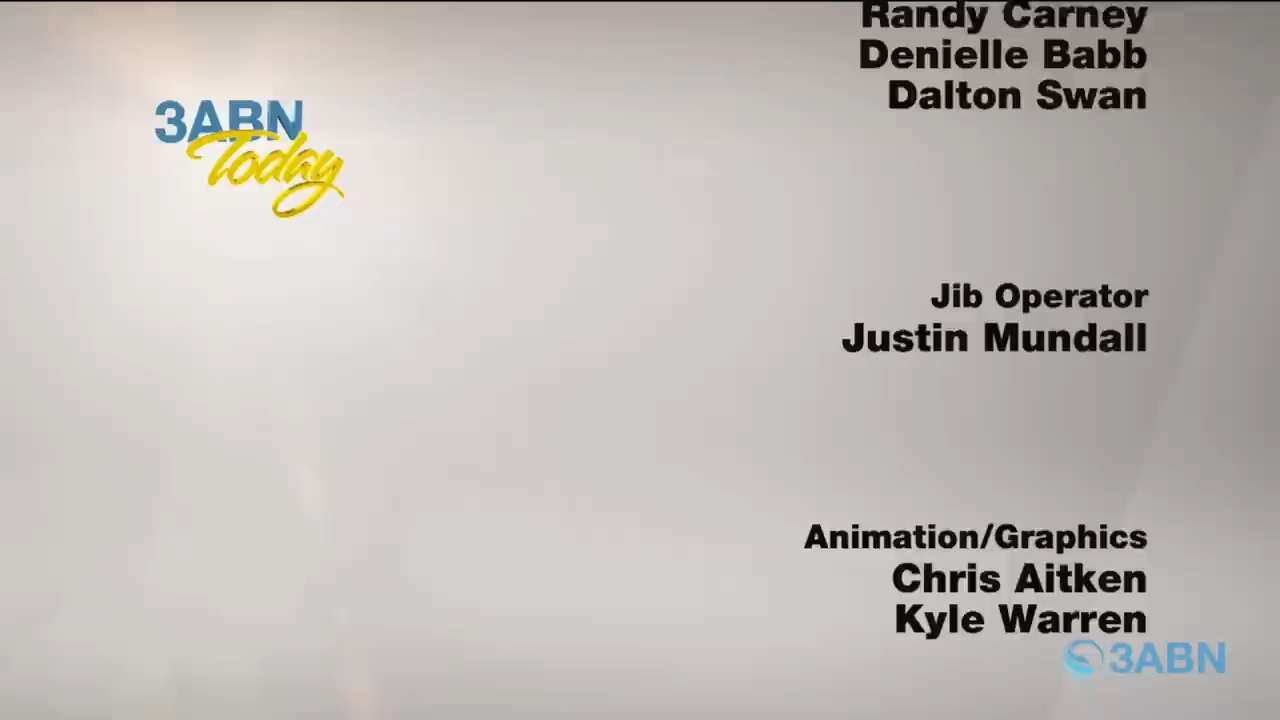 Randy Carney
Denielle Babb
Dalton Swan
3ABN
Today
Jib Operator
Justin Mundall
Animation/Graphics
Chris Aitken
Kyle Warren
3ABN